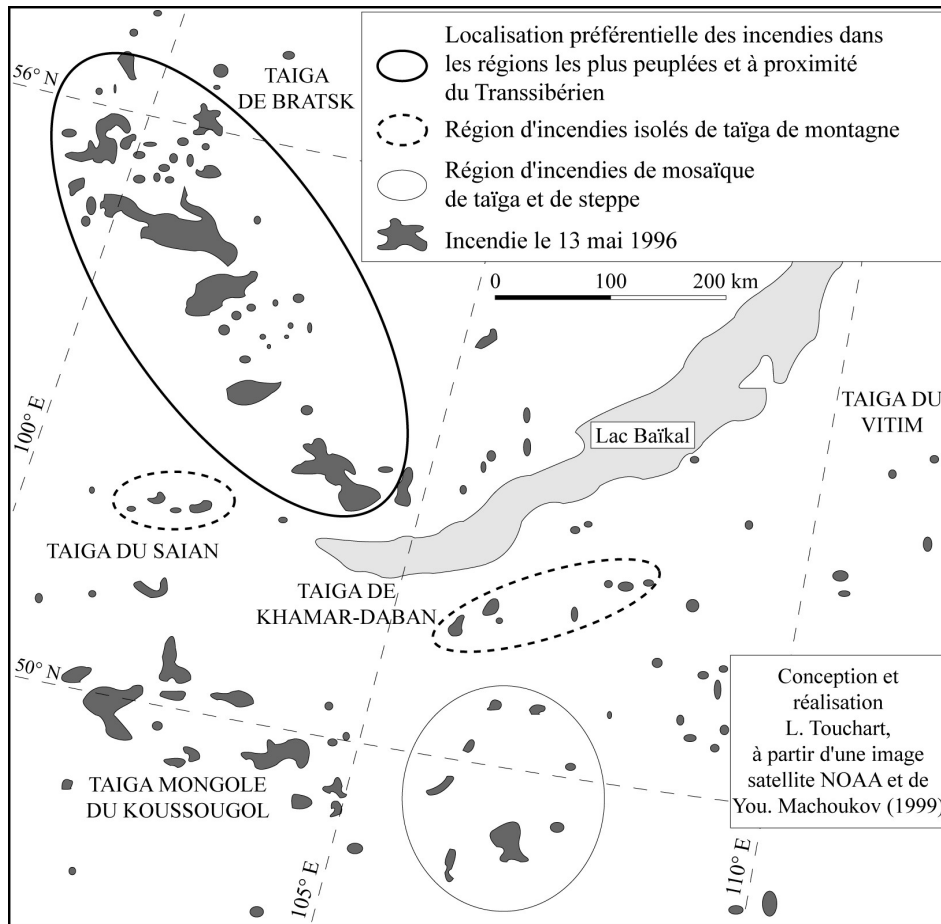 Localisation préférentielle des incendies dans
les régions les plus peuplées et à proximité
du Transsibérien
Région d'incendies isolés de taïga de montagne
Région d'incendies de mosaïque
de taïga et de steppe
Incendie le 13 mai 1996
0 100 200 km
56° N
TAIGA
DE BRATSK
100° E
Lac Baïkal
TAIGA DU
VITIM
TAIGA DU SAIAN
TAIGA DE
KHAMAR-DABAN
50° N
TAIGA MONGOLE
DU KOUSSOUGOL
105° E
110° E
Conception et
réalisation
L. Touchart,
à partir d'une image
satellite NOAA et de
You. Machoukov (1999)